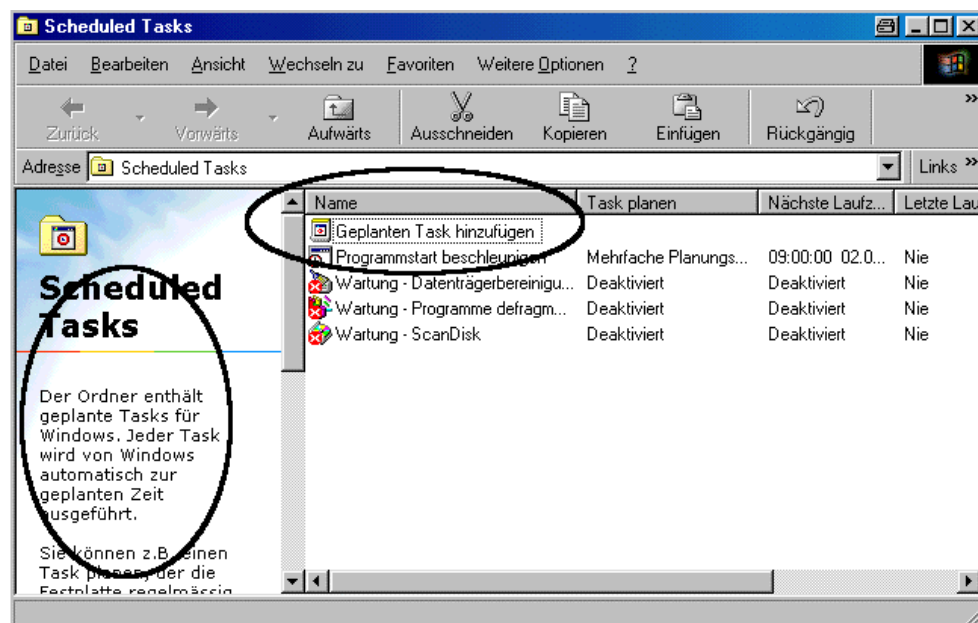 Scheduled Tasks
Datei Bearbeiten Ansicht Wechseln zu Favoriten Weitere Optionen ?
Zurück Vorwärts Aufwärts Ausschneiden Kopieren Einfügen Rückgängig »
Adresse Scheduled Tasks Links »
Scheduled
Tasks
Der Ordner enthält
geplante Tasks für
Windows. Jeder Task
wird von Windows
automatisch zur
geplanten Zeit
ausgeführt.
Sie können z.B. einen
Task planen, der die
Festplatte regelmässig
Name Task planen Nächste Laufz... Letzte Lau
Geplanten Task hinzufügen
Programmstart beschleunigen Mehrfache Planungs... 09:00:00 02.0... Nie
Wartung - Datenträgerbereinigu... Deaktiviert Deaktiviert Nie
Wartung - Programme defragm... Deaktiviert Deaktiviert Nie
Wartung - ScanDisk Deaktiviert Deaktiviert Nie